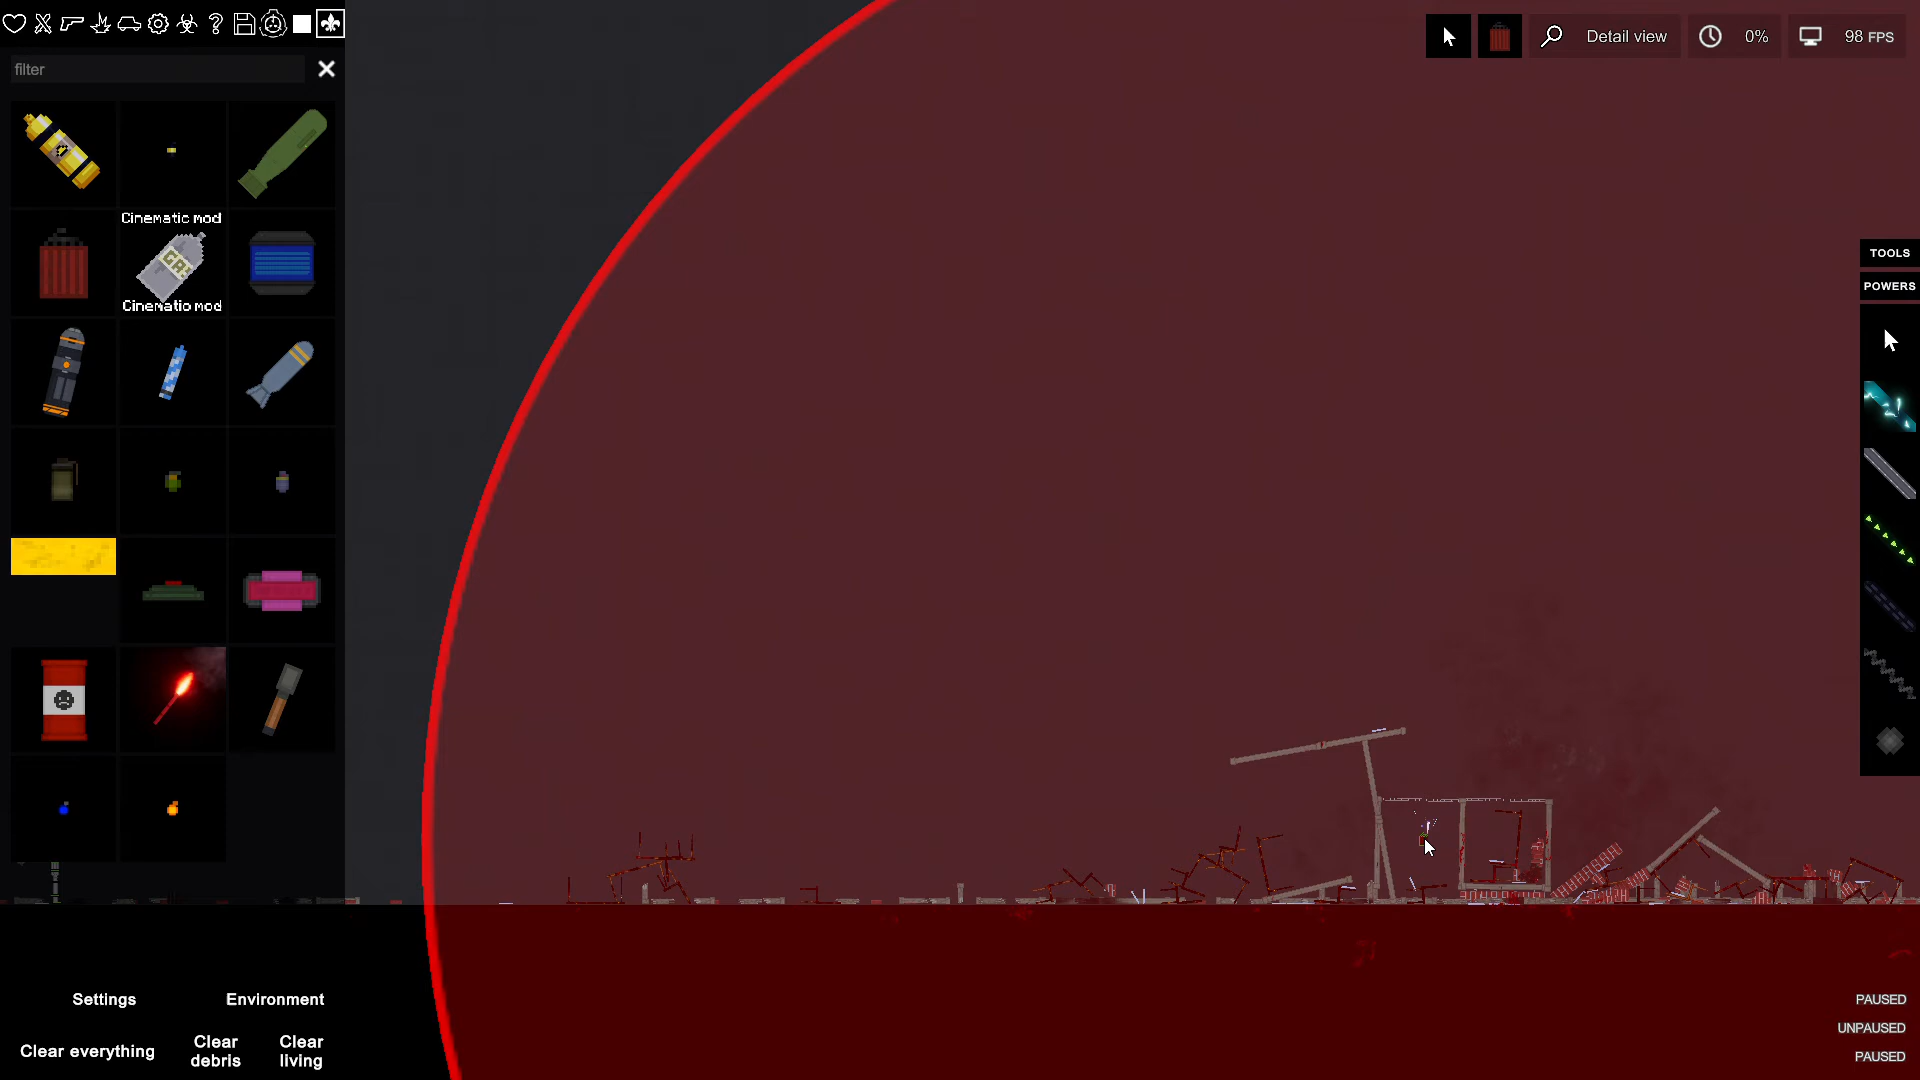 filter
Detail view
0%
98 FPS
Cinematic mod
GAS
Cinematic mod
TOOLS
POWERS
Settings
Environment
Clear everything
Clear
debris
Clear
living
PAUSED
UNPAUSED
PAUSED